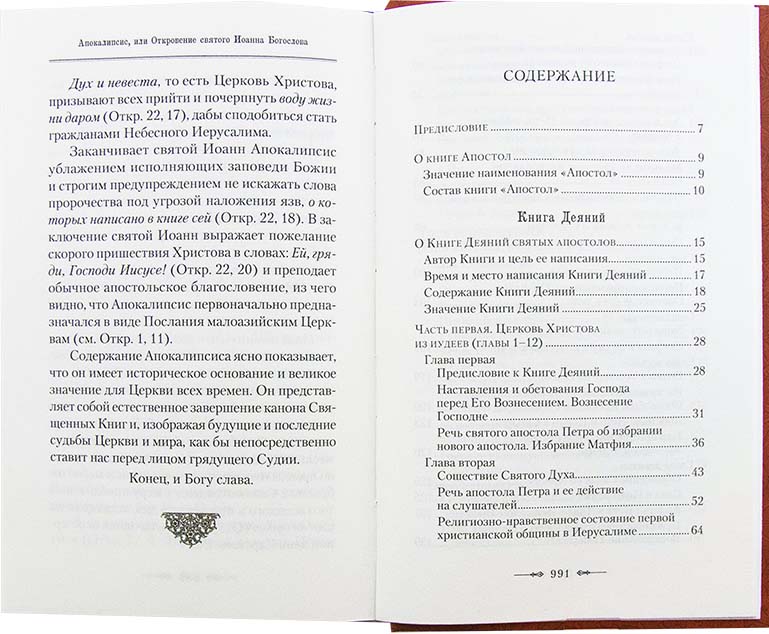 Апокалипсис, или Откровение святого Иоанна Богослова
Дух и невеста, то есть Церковь Христова,
призывают всех прийти и почерпнуть воду жиз-
ни даром (Откр. 22, 17), дабы сподобиться стать
гражданами Небесного Иерусалима.
Заканчивает святой Иоанн Апокалипсис
ублажением исполняющих заповеди Божии
и строгим предупреждением не искажать слова
пророчества под угрозой наложения язв, о ко-
торых написано в книге сей (Откр. 22, 18). В за-
ключение святой Иоанн выражает пожелание
скорого пришествия Христова в словах: Ей, гря-
ди, Господи Иисусе! (Откр. 22, 20) и преподает
обычное апостольское благословение, из чего
видно, что Апокалипсис первоначально предна-
значался в виде Послания малоазийским Церк-
вам (см. Откр. 1, 11).
Содержание Апокалипсиса ясно показывает,
что он имеет историческое основание и великое
значение для Церкви всех времен. Он представ-
ляет собой естественное завершение канона Свя-
щенных Книг и, изображая будущие и последние
судьбы Церкви и мира, как бы непосредственно
ставит нас перед лицом грядущего Судии.
Конец, и Богу слава.
СОДЕРЖАНИЕ
Предисловие 7
О книге Апостол 9
Значение наименования «Апостол» 9
Состав книги «Апостол» 10
Книга Деяний
О Книге Деяний святых апостолов 15
Автор Книги и цель ее написания 15
Время и место написания Книги Деяний 17
Содержание Книги Деяний 18
Значение Книги Деяний 25
Часть первая. Церковь Христова
из иудеев (главы 1–12) 28
Глава первая
Предисловие к Книге Деяний 28
Наставления и обетования Господа
перед Его Вознесением. Вознесение
Господне 31
Речь святого апостола Петра об избрании
нового апостола. Избрание Матфия 36
Глава вторая
Сошествие Святого Духа 43
Речь апостола Петра и ее действие
на слушателей 52
Религиозно-нравственное состояние первой
христианской общины в Иерусалиме 64
991